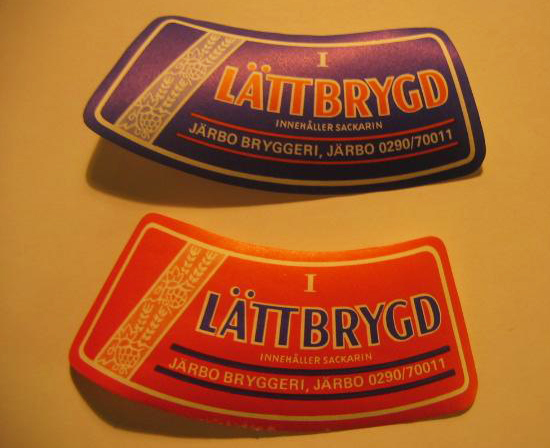 I
LÄTTBRYGD
INNEHÅLLER SACKARIN
JÄRBO BRYGGERI, JÄRBO 0290/70011
I
LÄTTBRYGD
INNEHÅLLER SACKARIN
JÄRBO BRYGGERI, JÄRBO 0290/70011